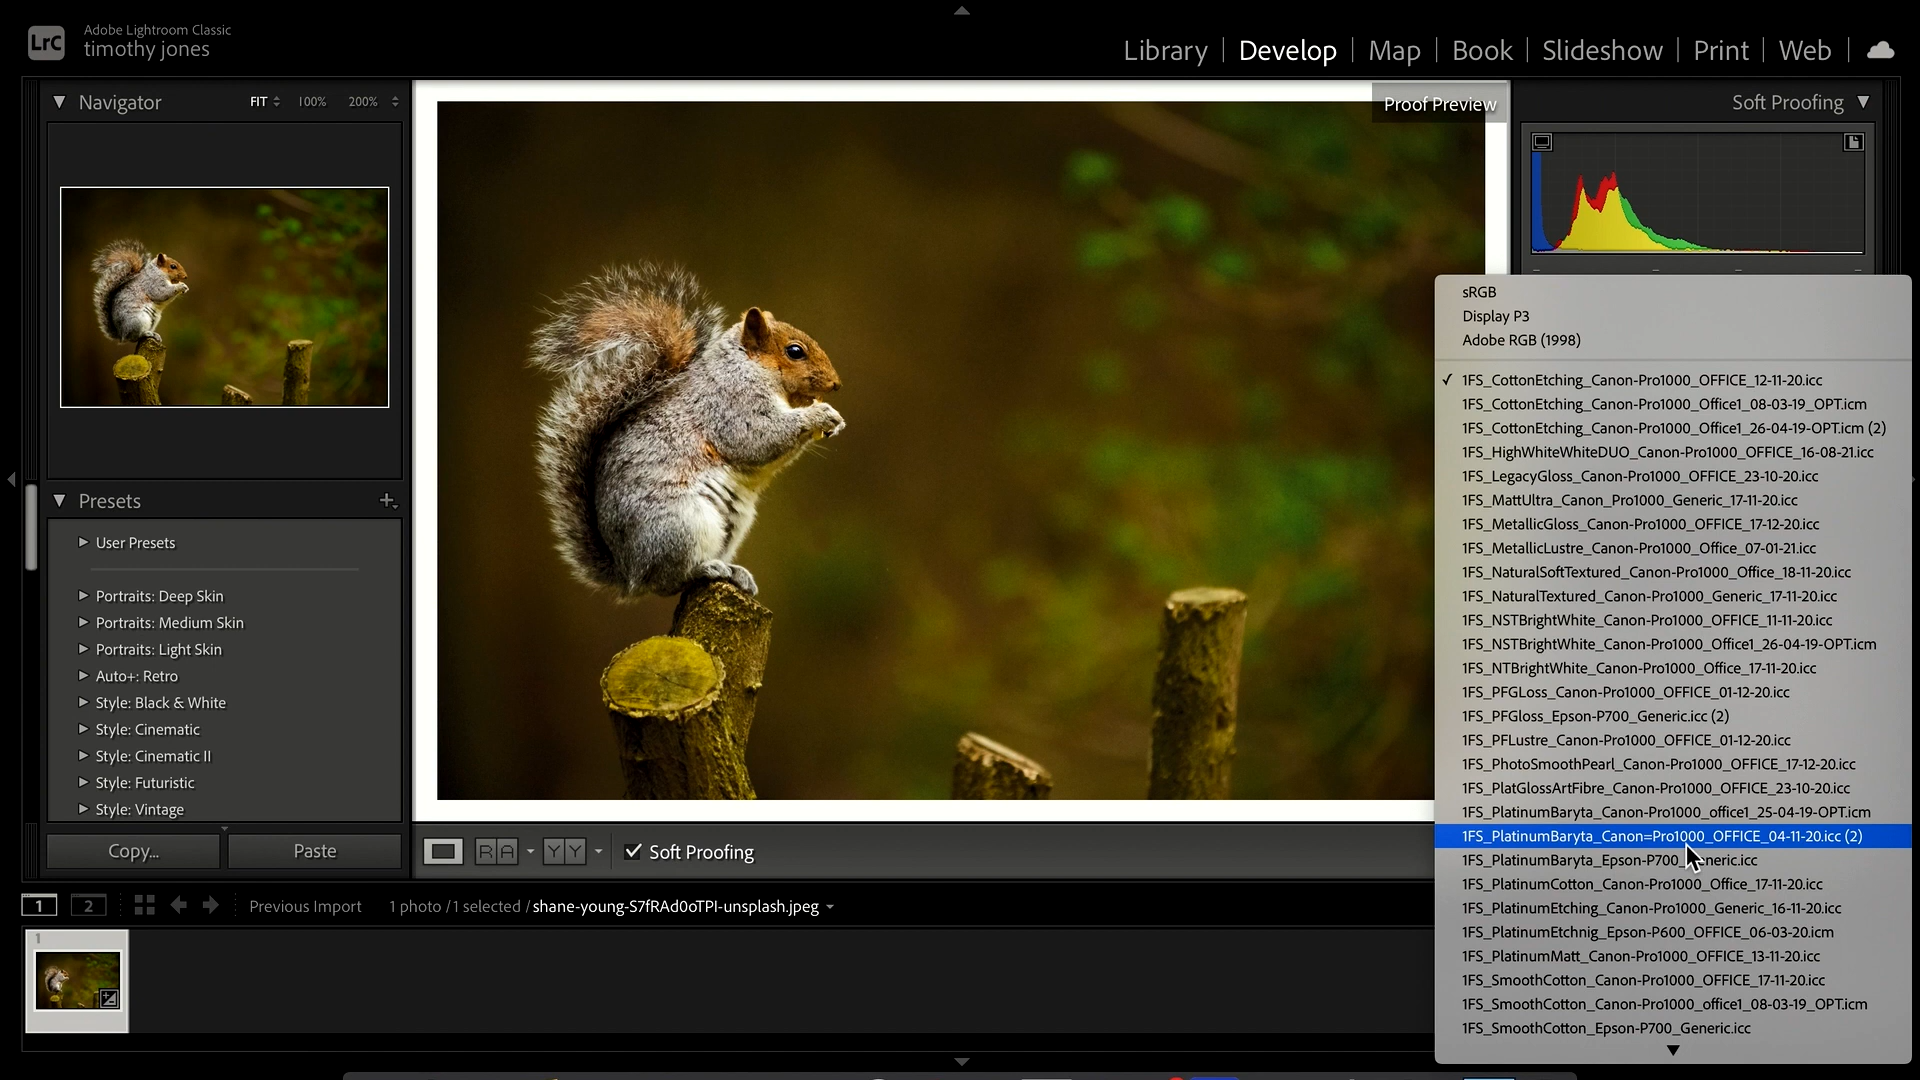 LrC
Adobe Lightroom Classic
timothy jones
Library | Develop | Map | Book | Slideshow | Print | Web
Navigator
FIT 100% 200%
Proof Preview
Soft Proofing
sRGB
Display P3
Adobe RGB (1998)
✓ 1FS_CottonEtching_Canon-Pro1000_OFFICE_12-11-20.icc
1FS_CottonEtching_Canon-Pro1000_Office1_08-03-19_OPT.icm
1FS_CottonEtching_Canon-Pro1000_Office1_26-04-19-OPT.icm (2)
1FS_HighWhiteWhiteDUO_Canon-Pro1000_OFFICE_16-08-21.icc
1FS_LegacyGloss_Canon-Pro1000_OFFICE_23-10-20.icc
1FS_MattUltra_Canon_Pro1000_Generic_17-11-20.icc
1FS_MetallicGloss_Canon-Pro1000_OFFICE_17-12-20.icc
1FS_MetallicLustre_Canon-Pro1000_Office_07-01-21.icc
1FS_NaturalSoftTextured_Canon-Pro1000_Office_18-11-20.icc
1FS_NaturalTextured_Canon-Pro1000_Generic_17-11-20.icc
1FS_NSTBrightWhite_Canon-Pro1000_OFFICE_11-11-20.icc
1FS_NSTBrightWhite_Canon-Pro1000_Office1_26-04-19-OPT.icm
1FS_NTBrightWhite_Canon-Pro1000_Office_17-11-20.icc
1FS_PFGLoss_Canon-Pro1000_OFFICE_01-12-20.icc
1FS_PFGloss_Epson-P700_Generic.icc (2)
1FS_PFLustre_Canon-Pro1000_OFFICE_01-12-20.icc
1FS_PhotoSmoothPearl_Canon-Pro1000_OFFICE_17-12-20.icc
1FS_PlatGlossArtFibre_Canon-Pro1000_OFFICE_23-10-20.icc
1FS_PlatinumBaryta_Canon-Pro1000_office1_25-04-19-OPT.icm
1FS_PlatinumBaryta_Canon=Pro1000_OFFICE_04-11-20.icc (2)
1FS_PlatinumBaryta_Epson-P700_Generic.icc
1FS_PlatinumCotton_Canon-Pro1000_Office_17-11-20.icc
1FS_PlatinumEtching_Canon-Pro1000_Generic_16-11-20.icc
1FS_PlatinumEtchnig_Epson-P600_OFFICE_06-03-20.icm
1FS_PlatinumMatt_Canon-Pro1000_OFFICE_13-11-20.icc
1FS_SmoothCotton_Canon-Pro1000_OFFICE_17-11-20.icc
1FS_SmoothCotton_Canon-Pro1000_office1_08-03-19_OPT.icm
1FS_SmoothCotton_Epson-P700_Generic.icc
Presets
User Presets
Portraits: Deep Skin
Portraits: Medium Skin
Portraits: Light Skin
Auto+: Retro
Style: Black & White
Style: Cinematic
Style: Cinematic II
Style: Futuristic
Style: Vintage
Copy... Paste
R A Y Y Soft Proofing
1 2 Previous Import 1 photo / 1 selected / shane-young-S7fRAd0oTPI-unsplash.jpeg
1